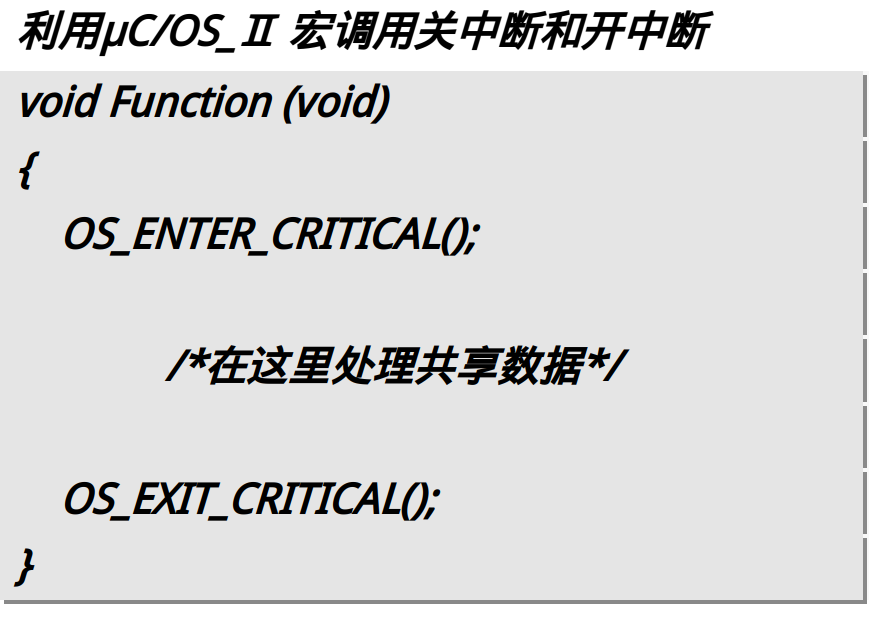 利用µC/OS_Ⅱ 宏调用关中断和开中断
void Function (void)
{
OS_ENTER_CRITICAL();
/*在这里处理共享数据*/
OS_EXIT_CRITICAL();
}